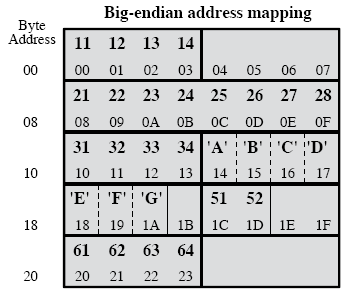 Big-endian address mapping
Byte
Address
11 12 13 14
00 00 01 02 03 04 05 06 07
21 22 23 24 25 26 27 28
08 08 09 0A 0B 0C 0D 0E 0F
31 32 33 34 'A' 'B' 'C' 'D'
10 10 11 12 13 14 15 16 17
'E' 'F' 'G' 51 52
18 18 19 1A 1B 1C 1D 1E 1F
61 62 63 64
20 20 21 22 23